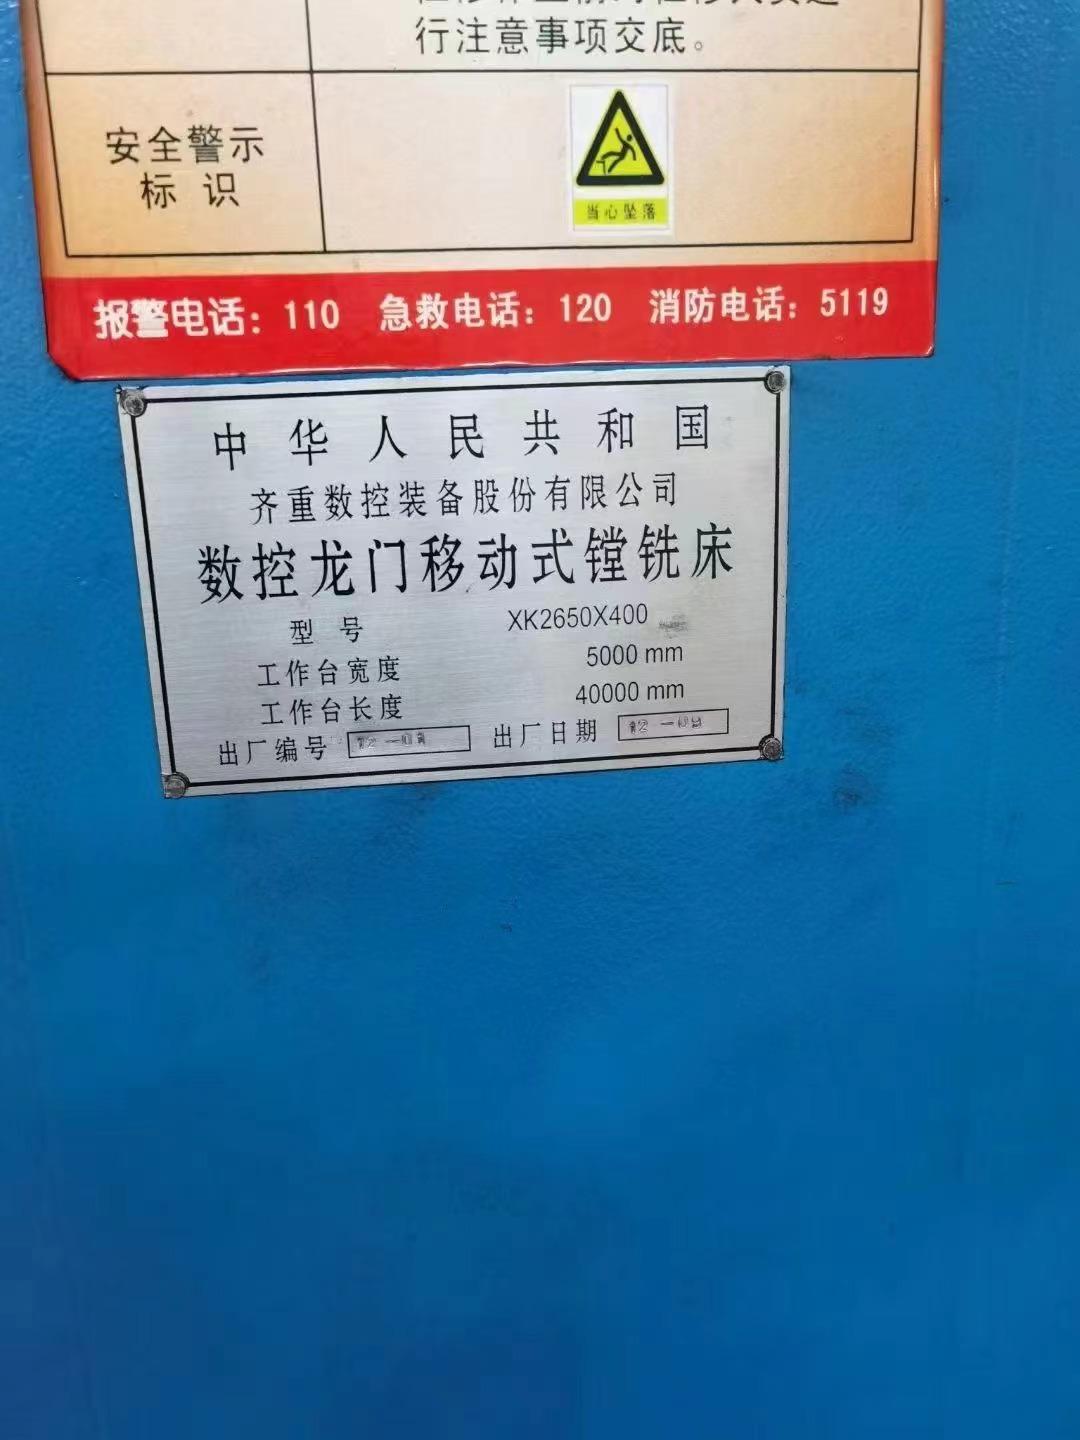 行注意事项交底。
安全警示
标 识
当心坠落
报警电话：110 急救电话：120 消防电话：5119
中华人民共和国
齐重数控装备股份有限公司
数控龙门移动式镗铣床
型号 XK2650X400
工作台宽度 5000 mm
工作台长度 40000 mm
出厂编号 出厂日期